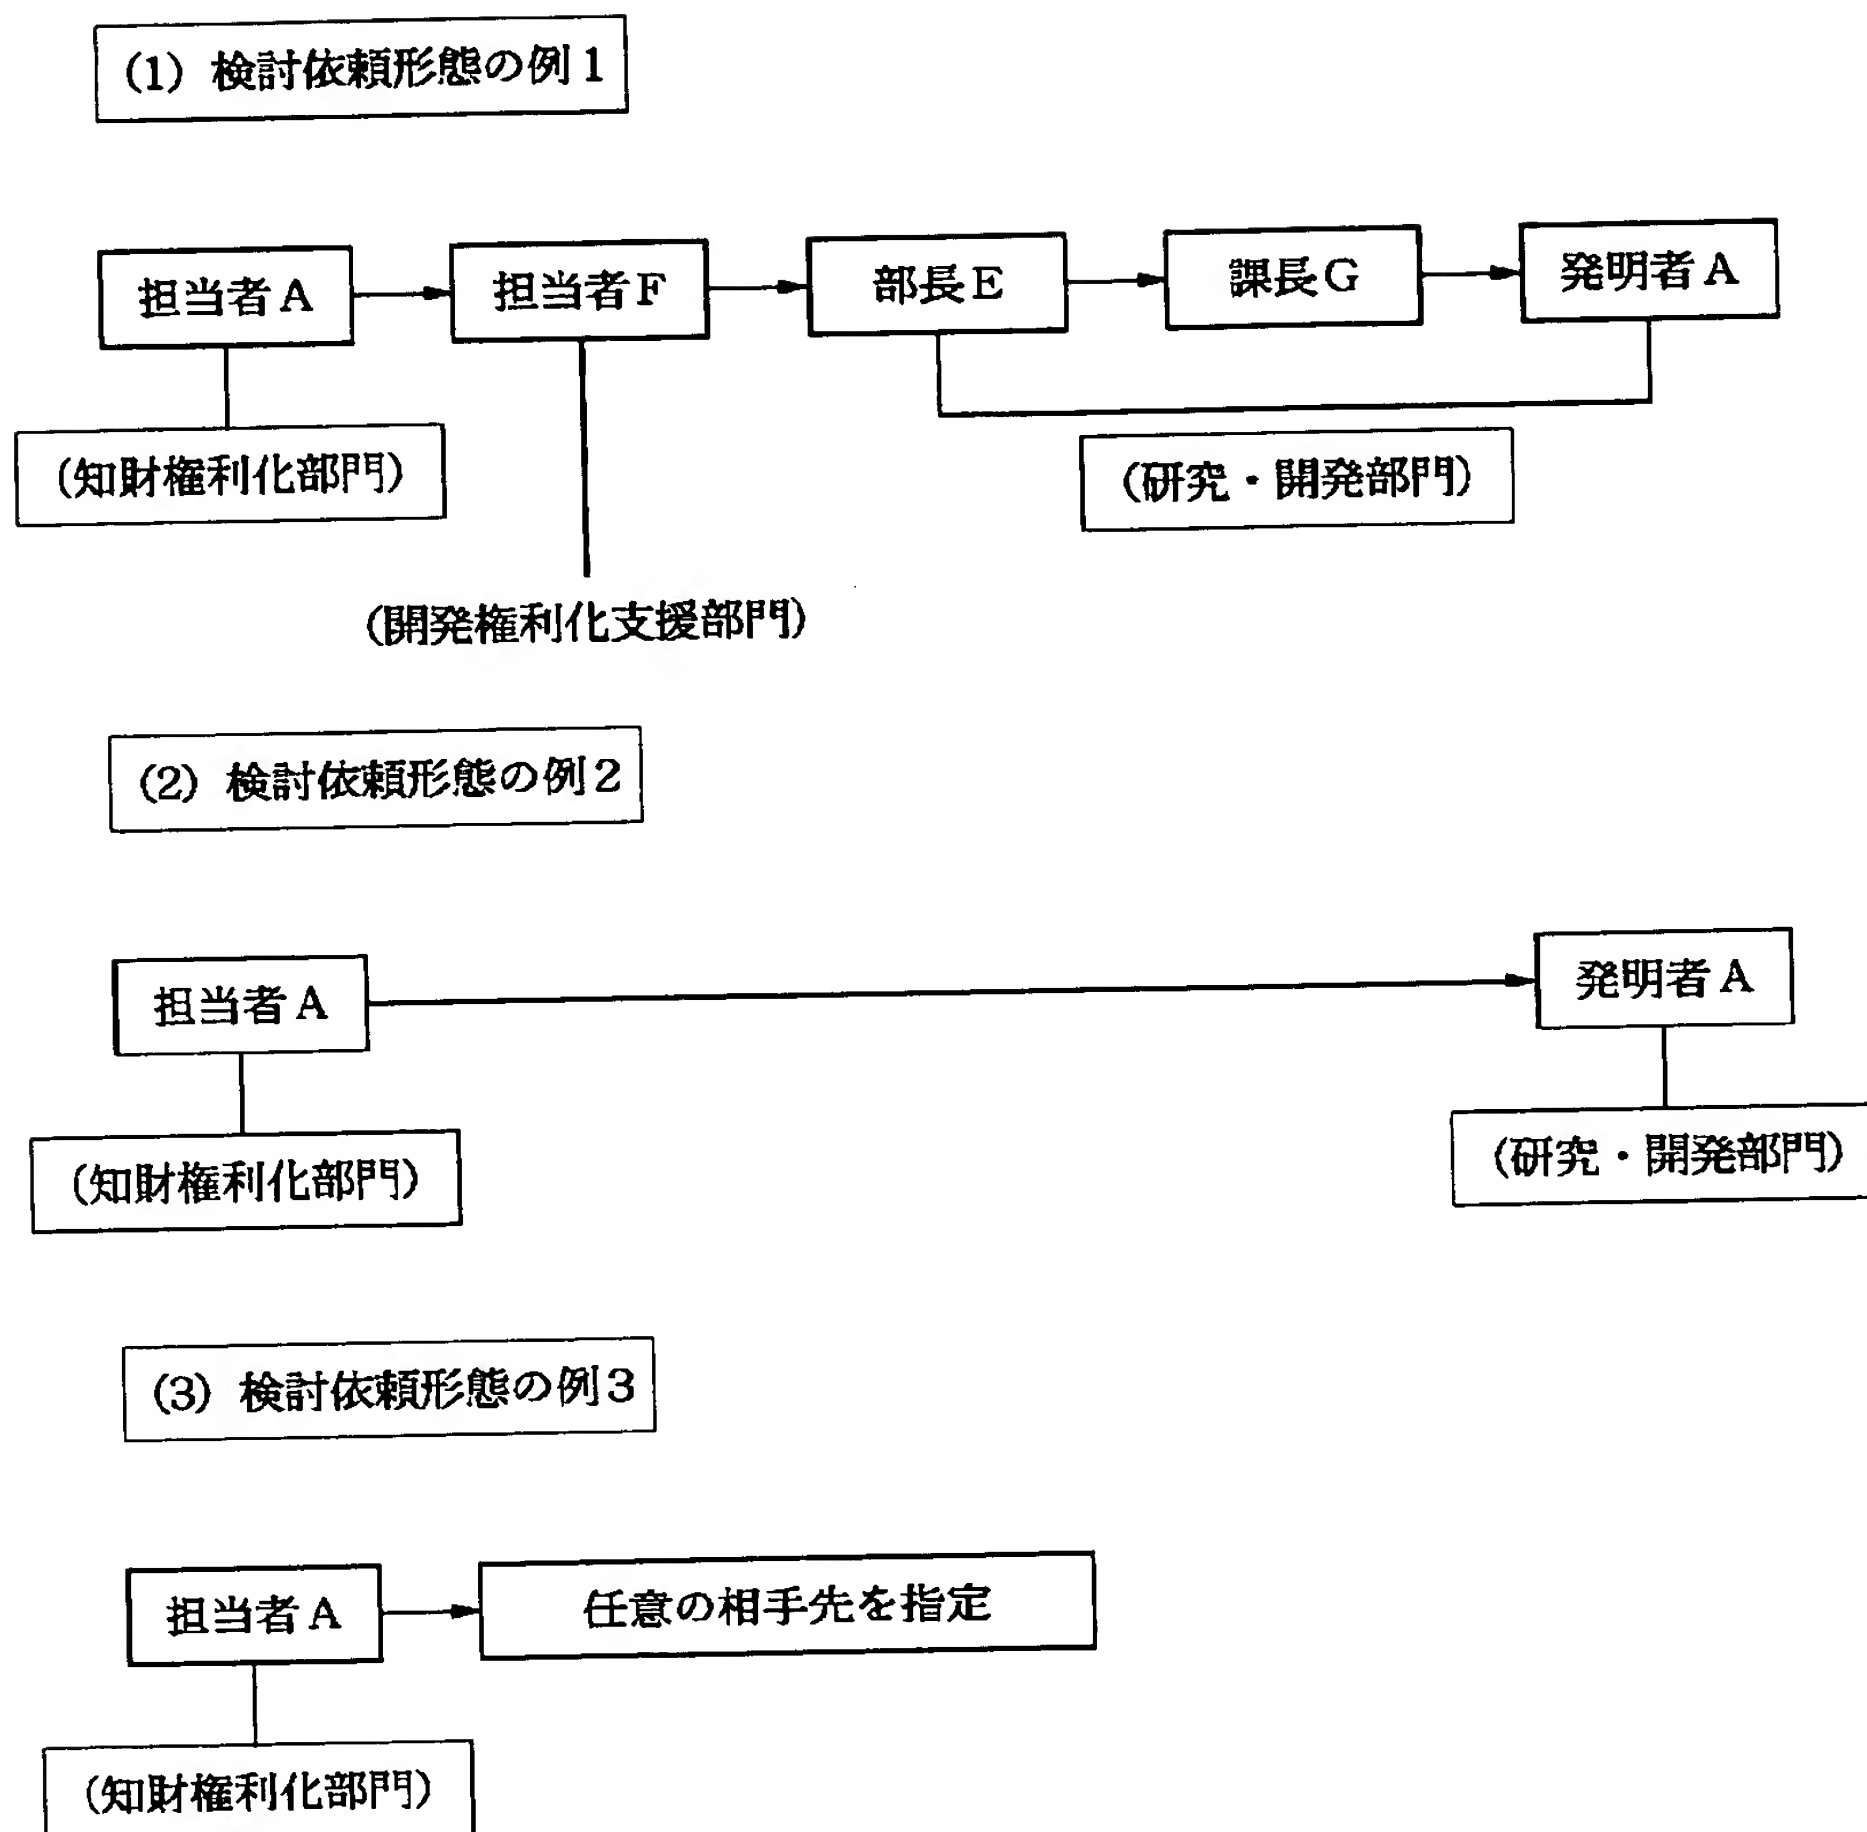 (1) 検討依頼形態の例1
担当者A
担当者F
部長E
課長G
発明者A
(知財権利化部門)
(研究・開発部門)
(開発権利化支援部門)
(2) 検討依頼形態の例2
担当者A
発明者A
(知財権利化部門)
(研究・開発部門)
(3) 検討依頼形態の例3
担当者A
任意の相手先を指定
(知財権利化部門)